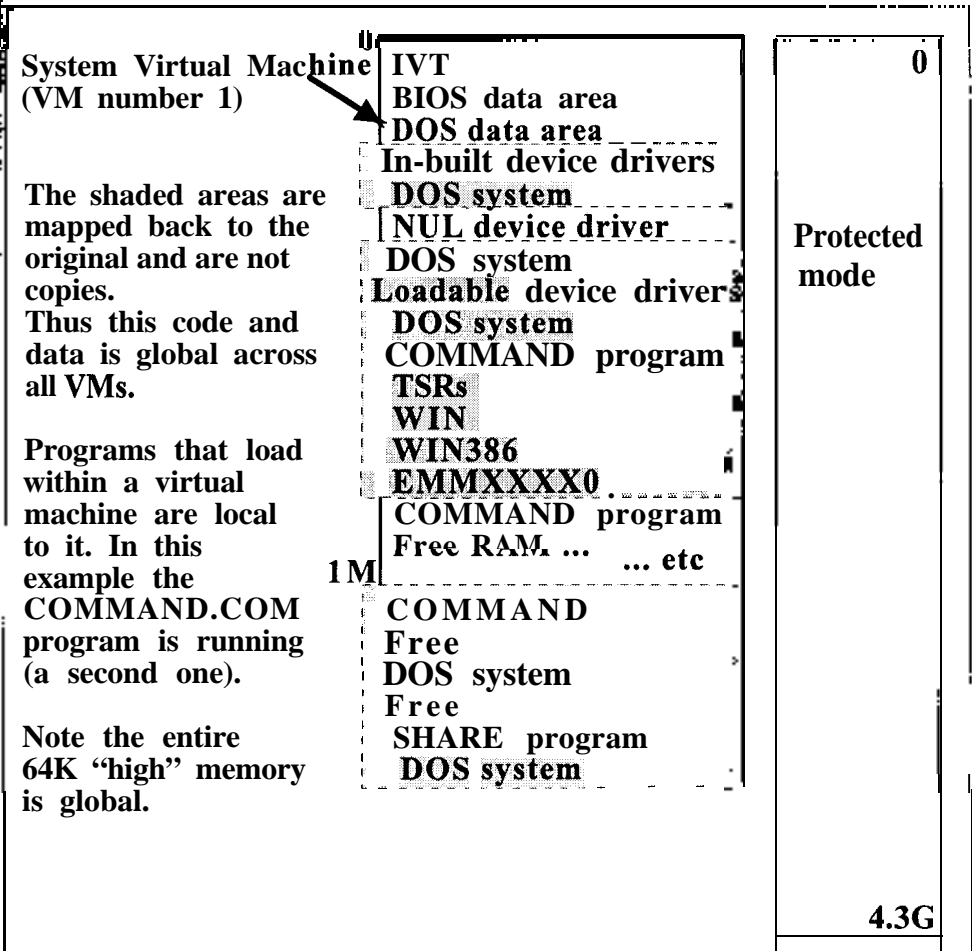 System Virtual Machine
(VM number 1)
The shaded areas are
mapped back to the
original and are not
copies.
Thus this code and
data is global across
all VMs.
Programs that load
within a virtual
machine are local
to it. In this
example the
COMMAND.COM
program is running
(a second one).
Note the entire
64K “high” memory
is global.
0
IVT
BIOS data area
DOS data area
In-built device drivers
DOS system
NUL device driver
DOS system
Loadable device drivers
DOS system
COMMAND program
TSRs
WIN
WIN386
EMMXXXX0
COMMAND program
Free RAM. ...
... etc
1M
COMMAND
Free
DOS system
Free
SHARE program
DOS system
0
Protected
mode
4.3G